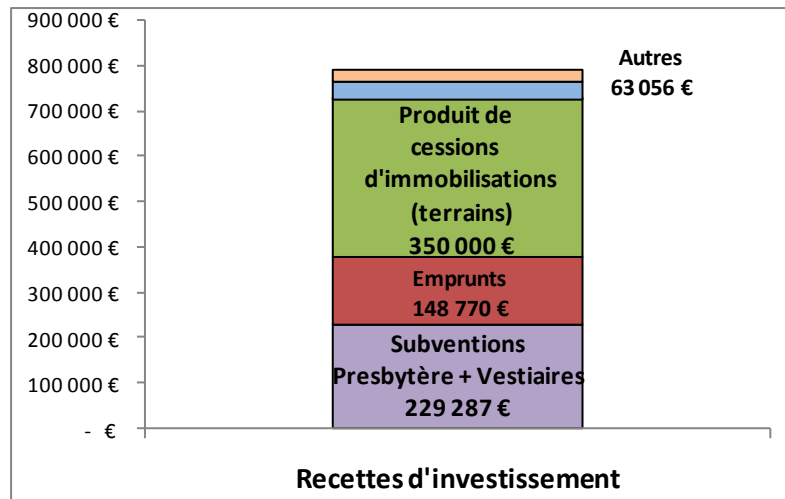 900 000 €
800 000 €
700 000 €
600 000 €
500 000 €
400 000 €
300 000 €
200 000 €
100 000 €
- €
Autres
63 056 €
Produit de
cessions
d'immobilisations
(terrains)
350 000 €
Emprunts
148 770 €
Subventions
Presbytère + Vestiaires
229 287 €
Recettes d'investissement